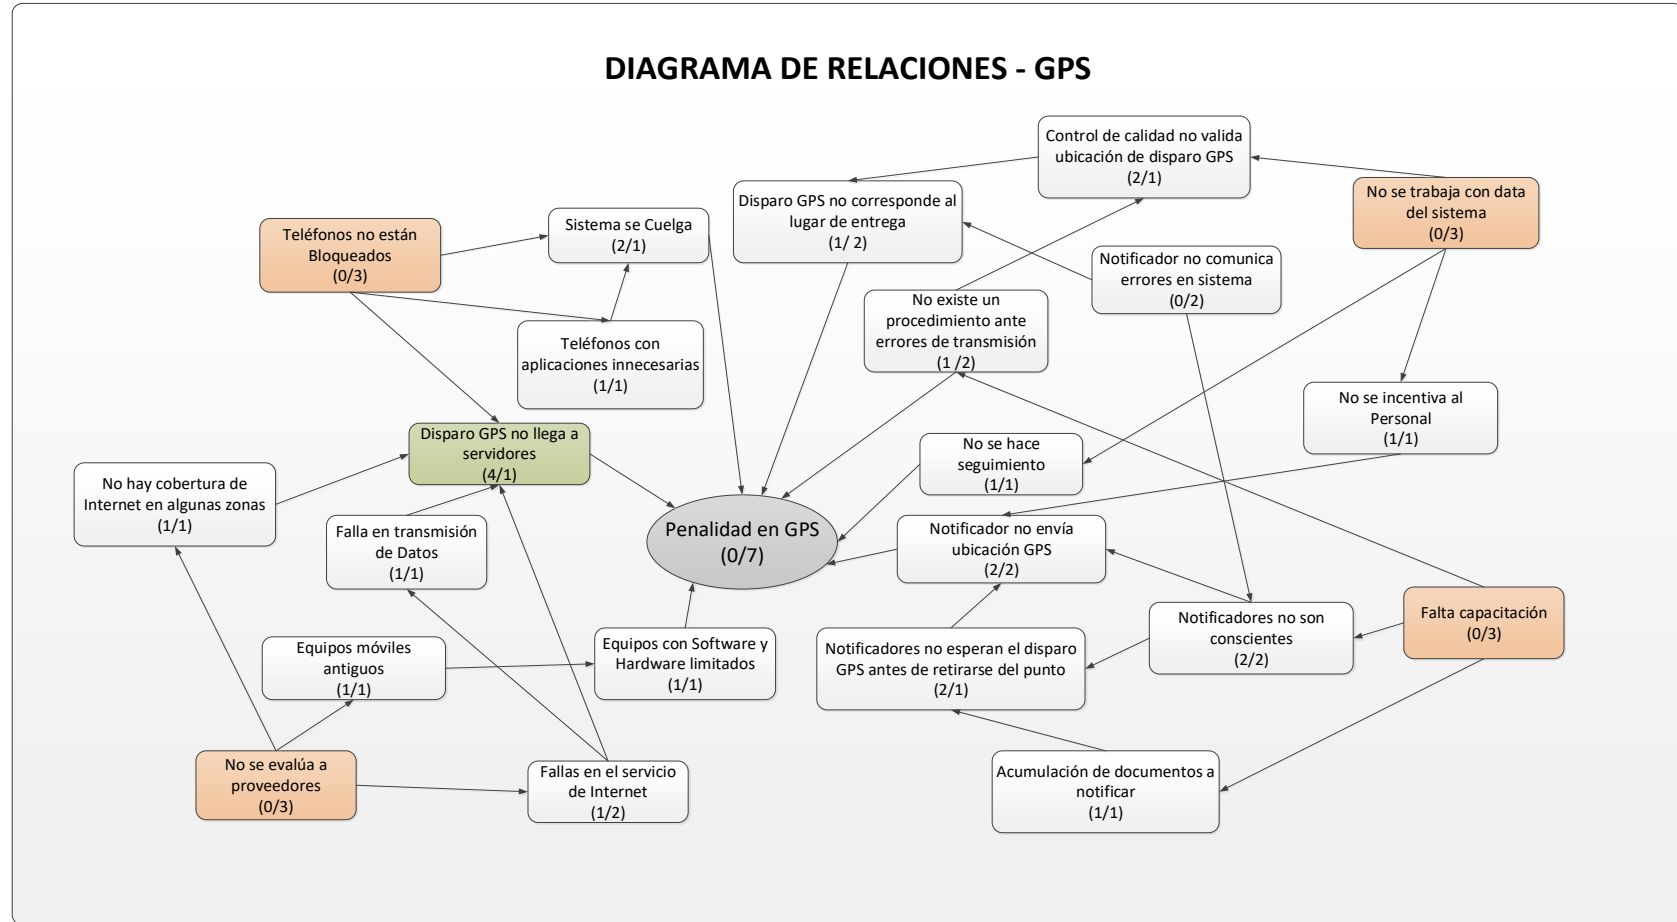 DIAGRAMA DE RELACIONES - GPS
Control de calidad no valida
ubicación de disparo GPS
(2/1)
Disparo GPS no corresponde al
lugar de entrega
(1/ 2)
No se trabaja con data
del sistema
(0/3)
Teléfonos no están
Bloqueados
(0/3)
Sistema se Cuelga
(2/1)
Notificador no comunica
errores en sistema
(0/2)
No existe un
procedimiento ante
errores de transmisión
(1 /2)
Teléfonos con
aplicaciones innecesarias
(1/1)
No se incentiva al
Personal
(1/1)
Disparo GPS no llega a
servidores
(4/1)
No se hace
seguimiento
(1/1)
No hay cobertura de
Internet en algunas zonas
(1/1)
Penalidad en GPS
(0/7)
Falla en transmisión
de Datos
(1/1)
Notificador no envía
ubicación GPS
(2/2)
Falta capacitación
(0/3)
Notificadores no son
conscientes
(2/2)
Equipos móviles
antiguos
(1/1)
Equipos con Software y
Hardware limitados
(1/1)
Notificadores no esperan el disparo
GPS antes de retirarse del punto
(2/1)
No se evalúa a
proveedores
(0/3)
Fallas en el servicio
de Internet
(1/2)
Acumulación de documentos a
notificar
(1/1)